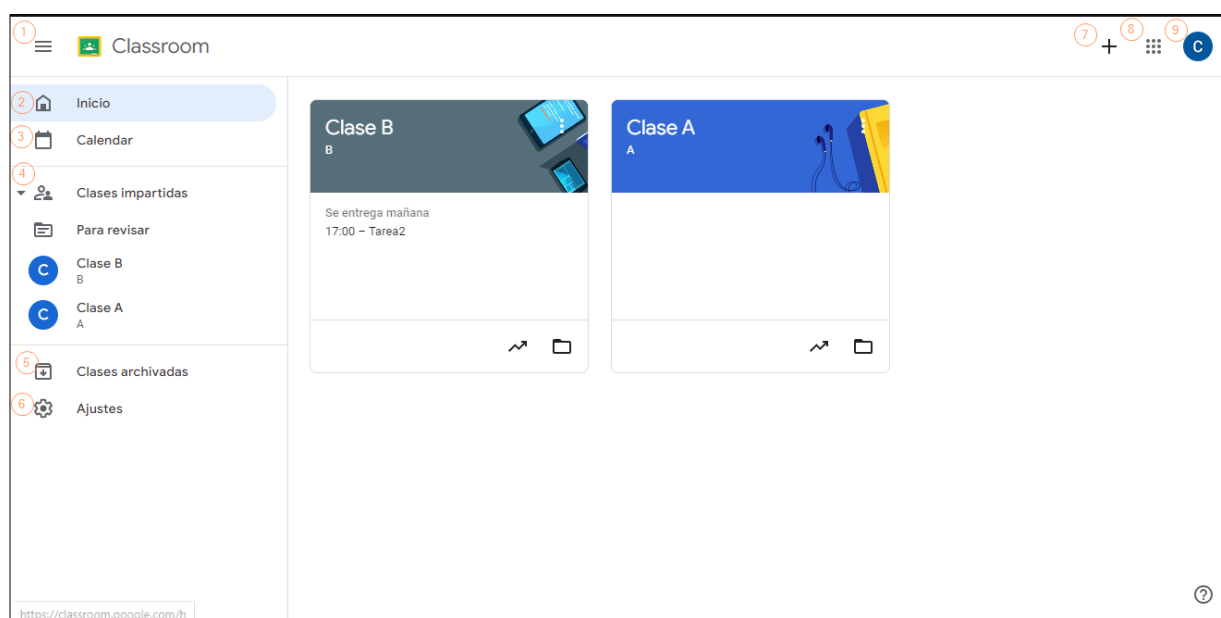 1
Classroom
7
8
9
C
2
Inicio
3
Calendar
4
Clases impartidas
Para revisar
C
Clase B
B
C
Clase A
A
5
Clases archivadas
6
Ajustes
Clase B
B
Se entrega mañana
17:00 – Tarea2
Clase A
A
https://classroom.google.com/h
?